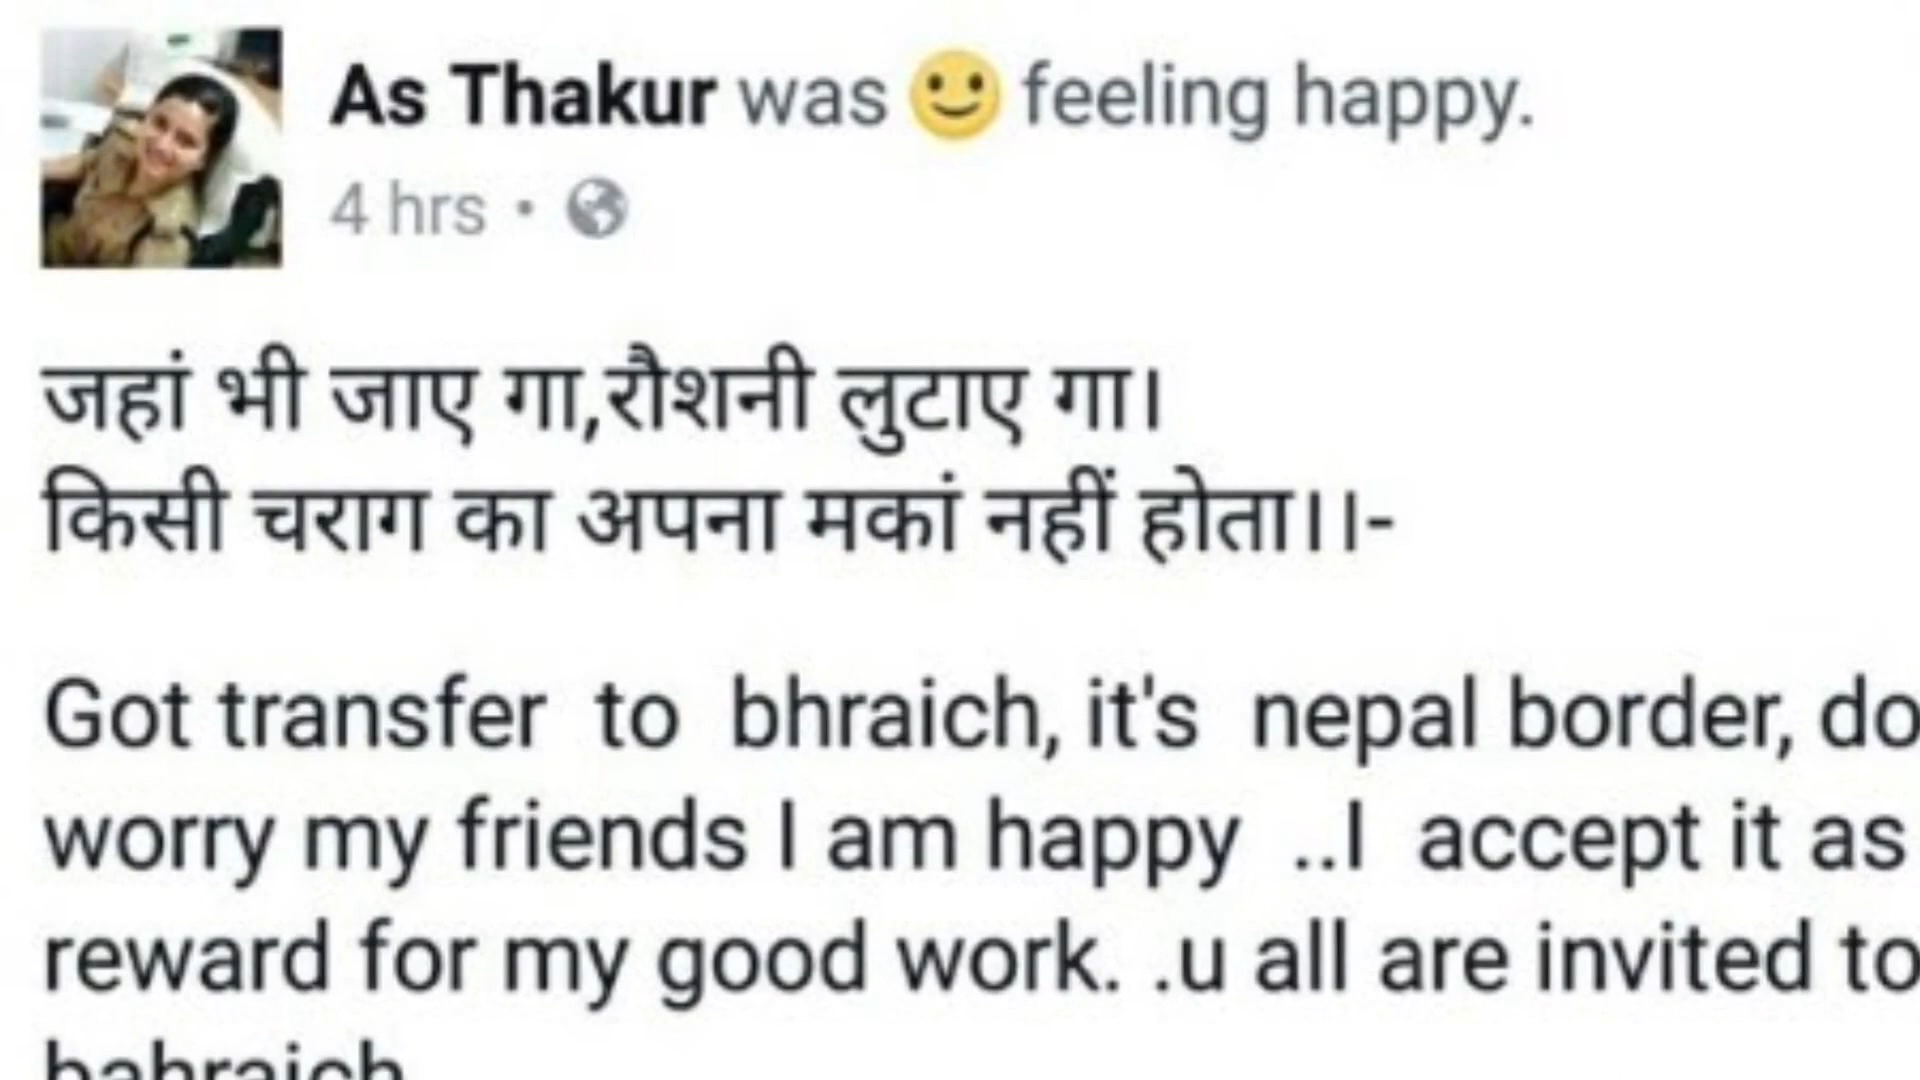 As Thakur was 🙂 feeling happy.
4 hrs ·
जहां भी जाए गा,रौशनी लुटाए गा।
किसी चराग का अपना मकां नहीं होता।।-
Got transfer to bhraich, it's nepal border, do
worry my friends I am happy ..I accept it as
reward for my good work. .u all are invited to
bahraich